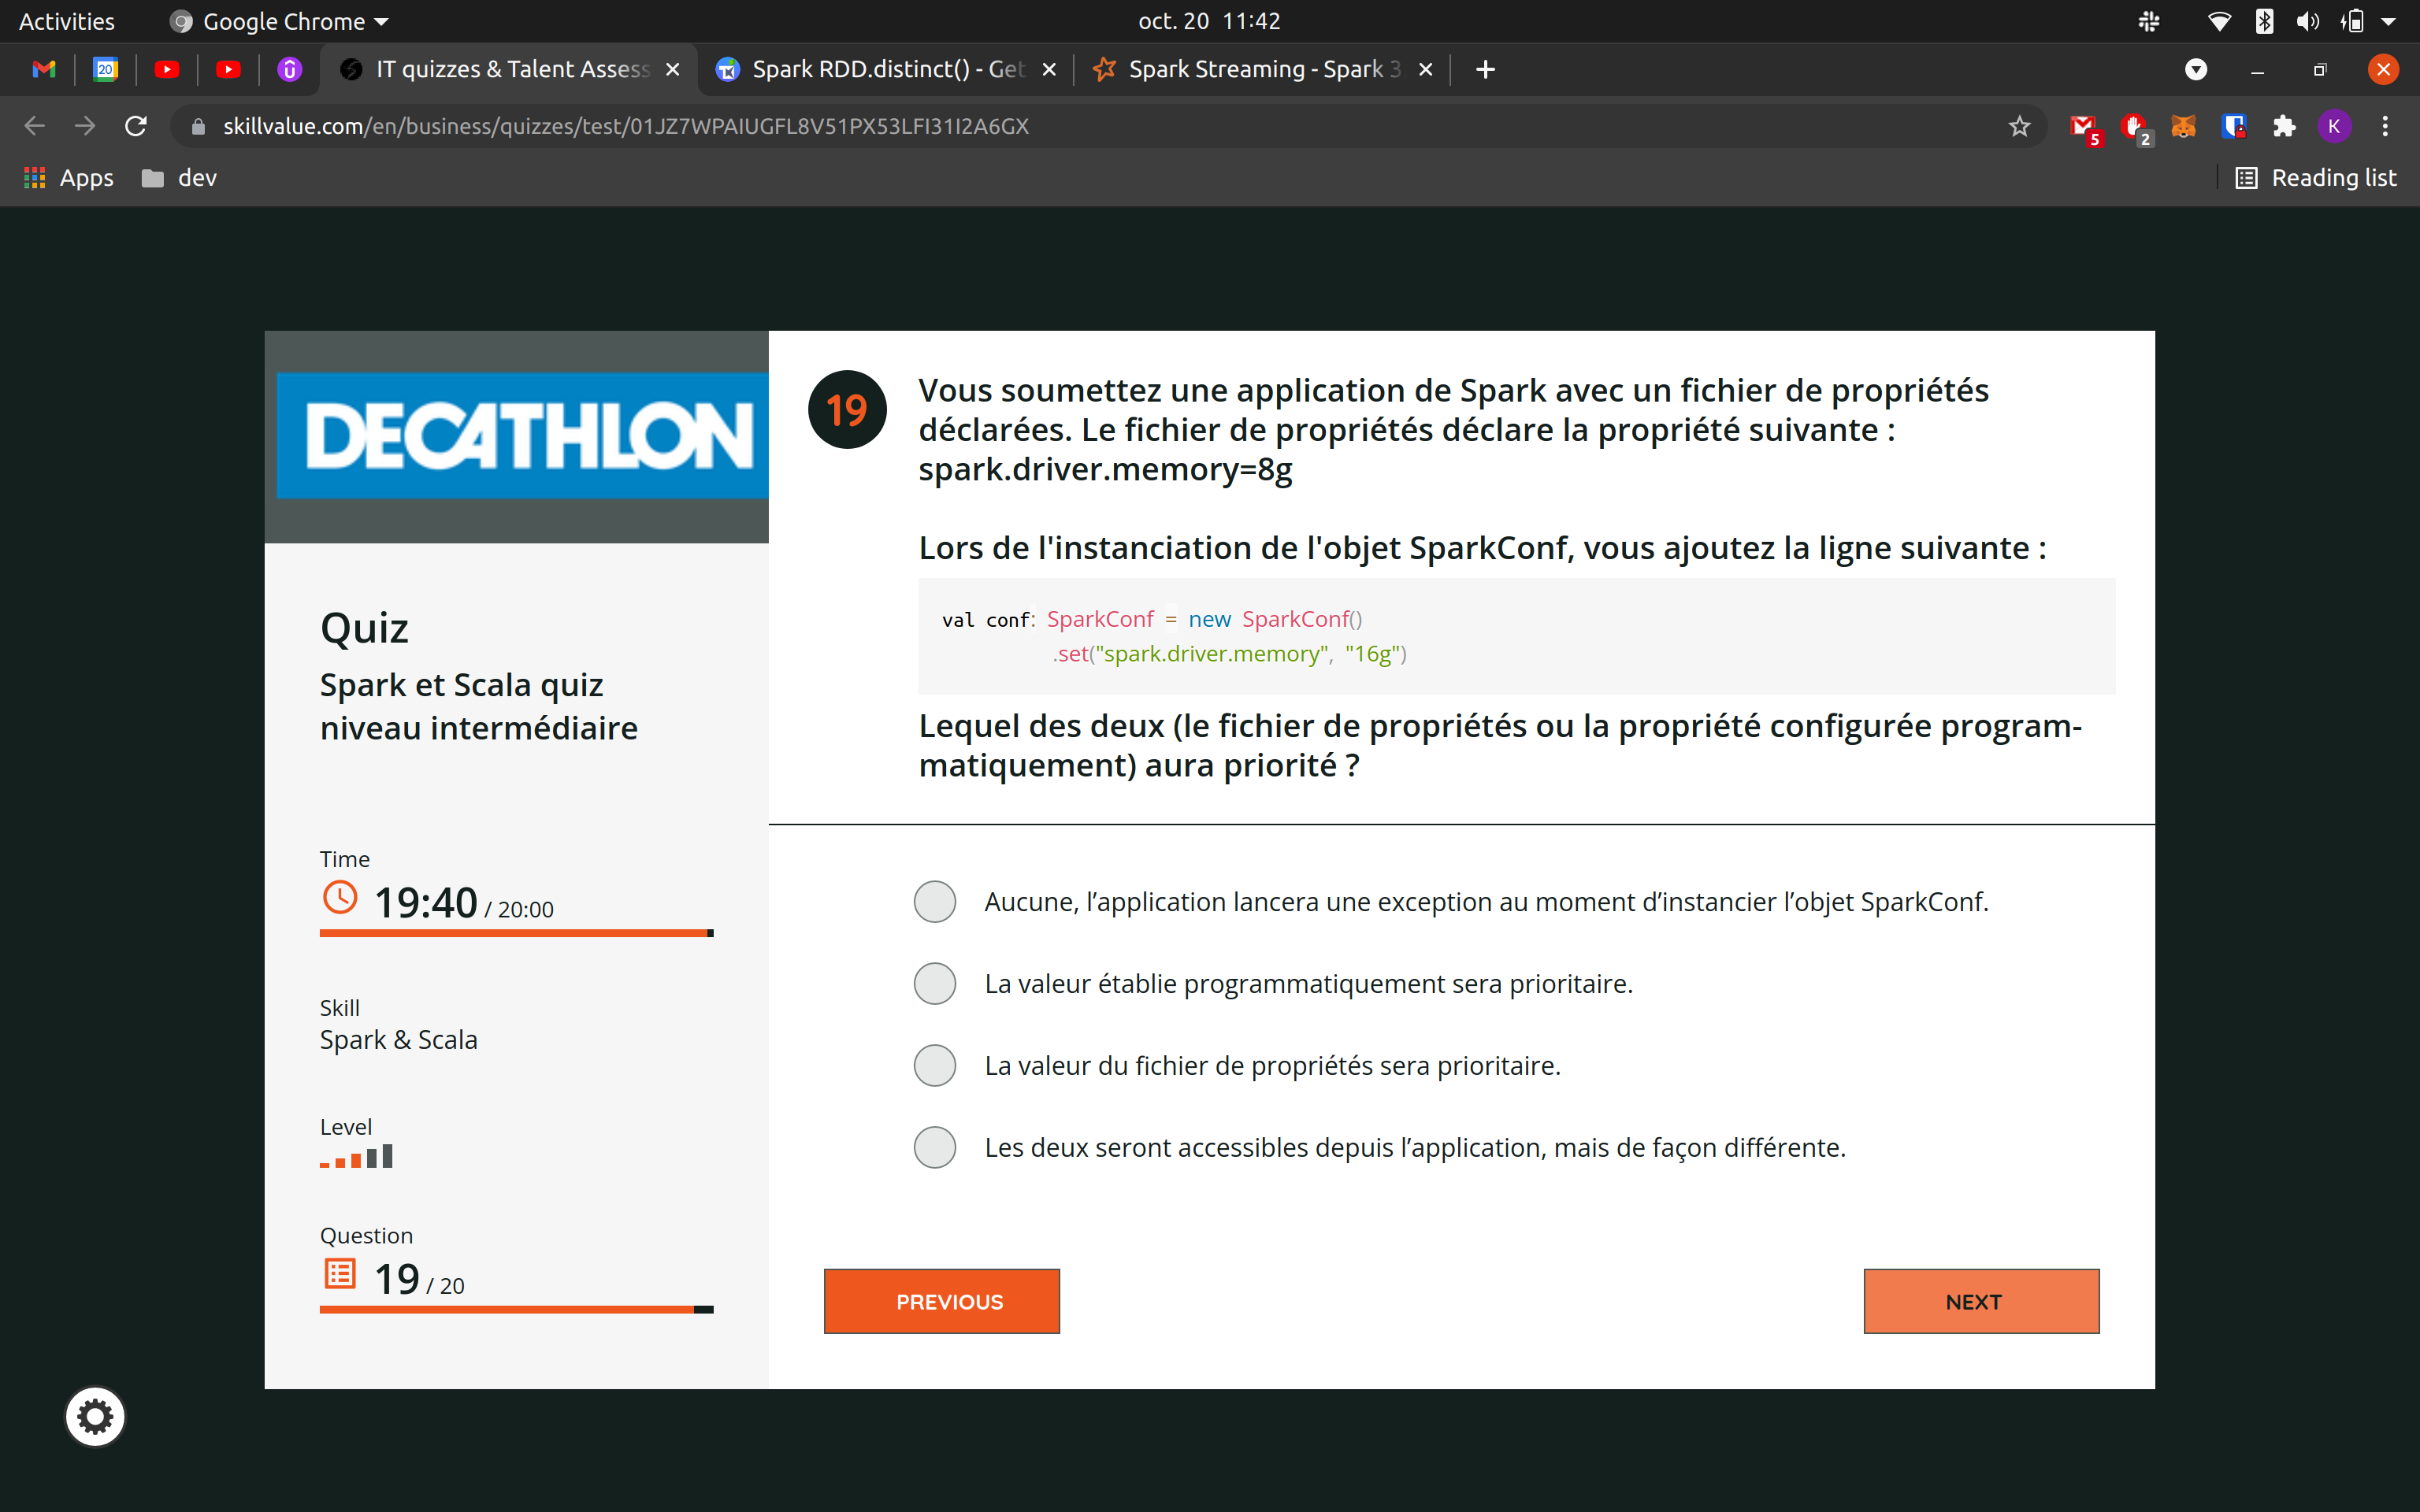 Activities
Google Chrome
oct. 20 11:42
20
IT quizzes & Talent Assess
Spark RDD.distinct() - Get
Spark Streaming - Spark 3
skillvalue.com/en/business/quizzes/test/01JZ7WPAIUGFL8V51PX53LFI31I2A6GX
5
2
K
Apps
dev
Reading list
DECATHLON
Quiz
Spark et Scala quiz
niveau intermédiaire
Time
19:40 / 20:00
Skill
Spark & Scala
Level
Question
19 / 20
19
Vous soumettez une application de Spark avec un fichier de propriétés
déclarées. Le fichier de propriétés déclare la propriété suivante :
spark.driver.memory=8g
Lors de l'instanciation de l'objet SparkConf, vous ajoutez la ligne suivante :
val conf: SparkConf = new SparkConf()
.set("spark.driver.memory", "16g")
Lequel des deux (le fichier de propriétés ou la propriété configurée program-
matiquement) aura priorité ?
Aucune, l’application lancera une exception au moment d’instancier l’objet SparkConf.
La valeur établie programmatiquement sera prioritaire.
La valeur du fichier de propriétés sera prioritaire.
Les deux seront accessibles depuis l’application, mais de façon différente.
PREVIOUS
NEXT